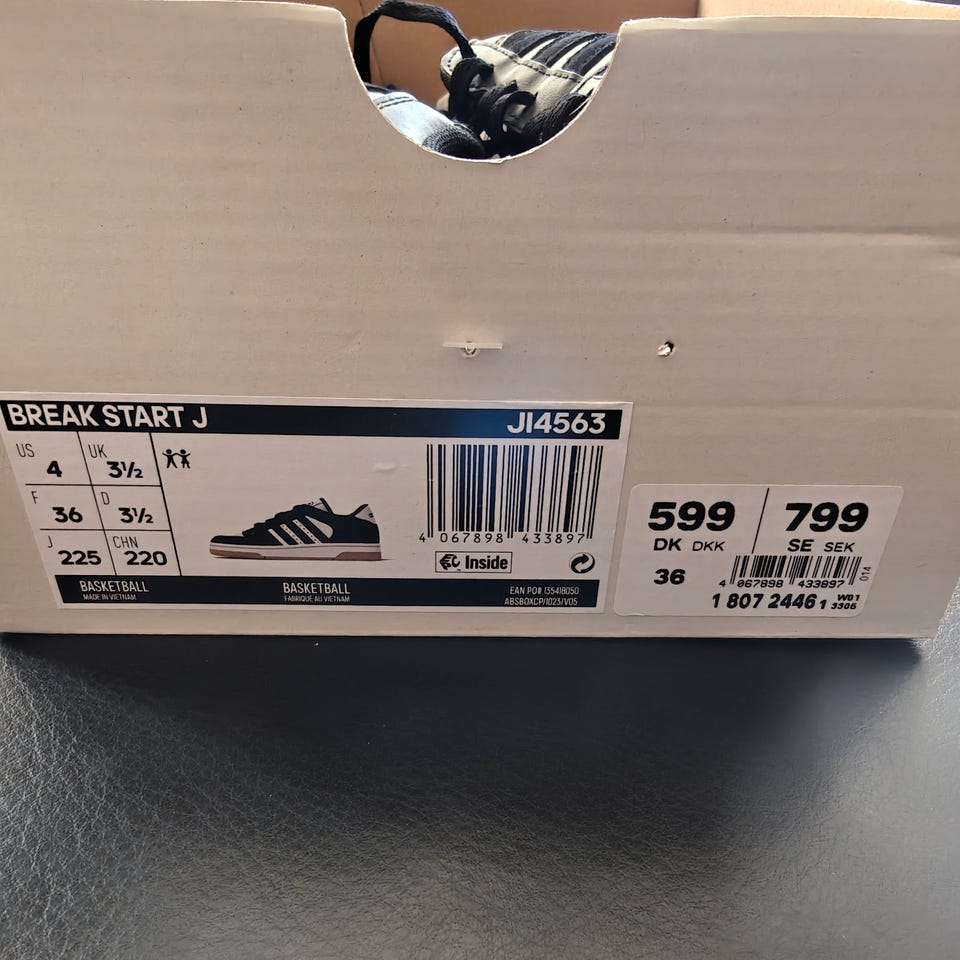 BREAK START J JI4563
US 4 UK 3½
F 36 D 3½
J 225 CHN 220
4 067898 433897
Inside
BASKETBALL
MADE IN VIETNAM
BASKETBALL
FABRIQUÉ AU VIETNAM
EAN PO# 135418050
ABSBOXCP/1023/V05
599 799
DK DKK SE SEK
36
4 067898 433897
014
1 807 2446 1 W01
3305